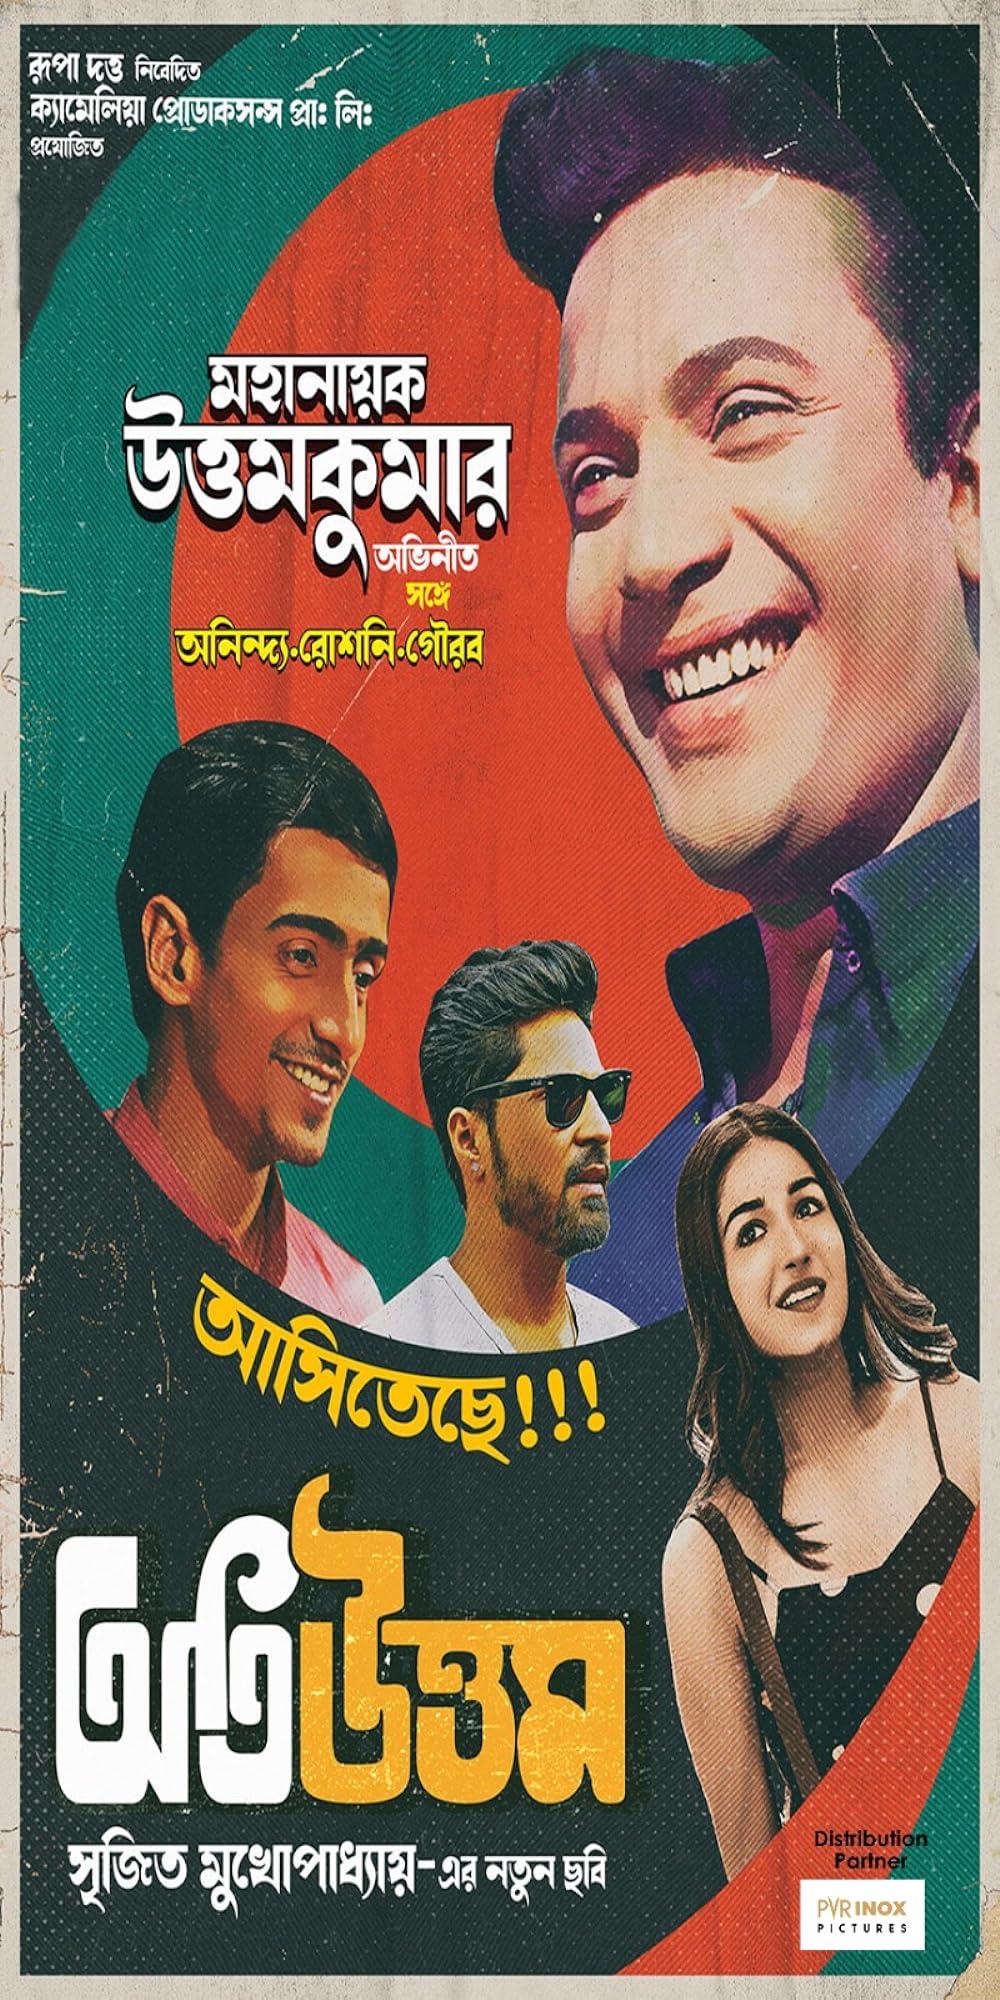 রূপা দত্ত নিবেদিত
ক্যামেলিয়া প্রোডাকসন্স প্রাঃ লিঃ
প্রযোজিত
মহানায়ক
উত্তমকুমার
অভিনীত
সঙ্গে
অনিন্দ্য.রোশনি.গৌরব
আসিতেছে!!!
অতি উত্তম
সৃজিত মুখোপাধ্যায়-এর নতুন ছবি
Distribution
Partner
PVR INOX
PICTURES